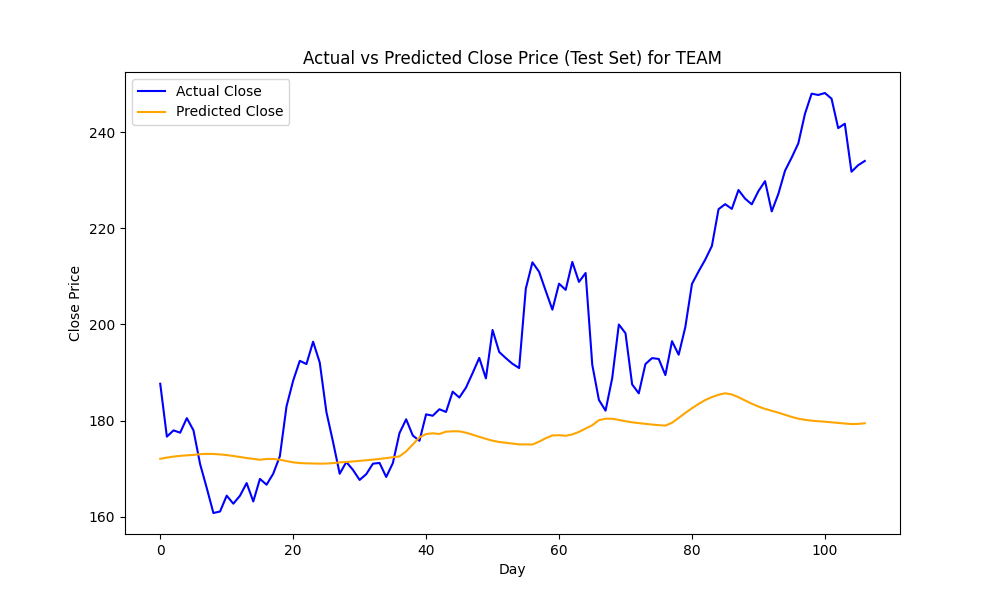 Actual vs Predicted Close Price (Test Set) for TEAM
Actual Close
Predicted Close
Close Price
240
220
200
180
160
0 20 40 60 80 100
Day